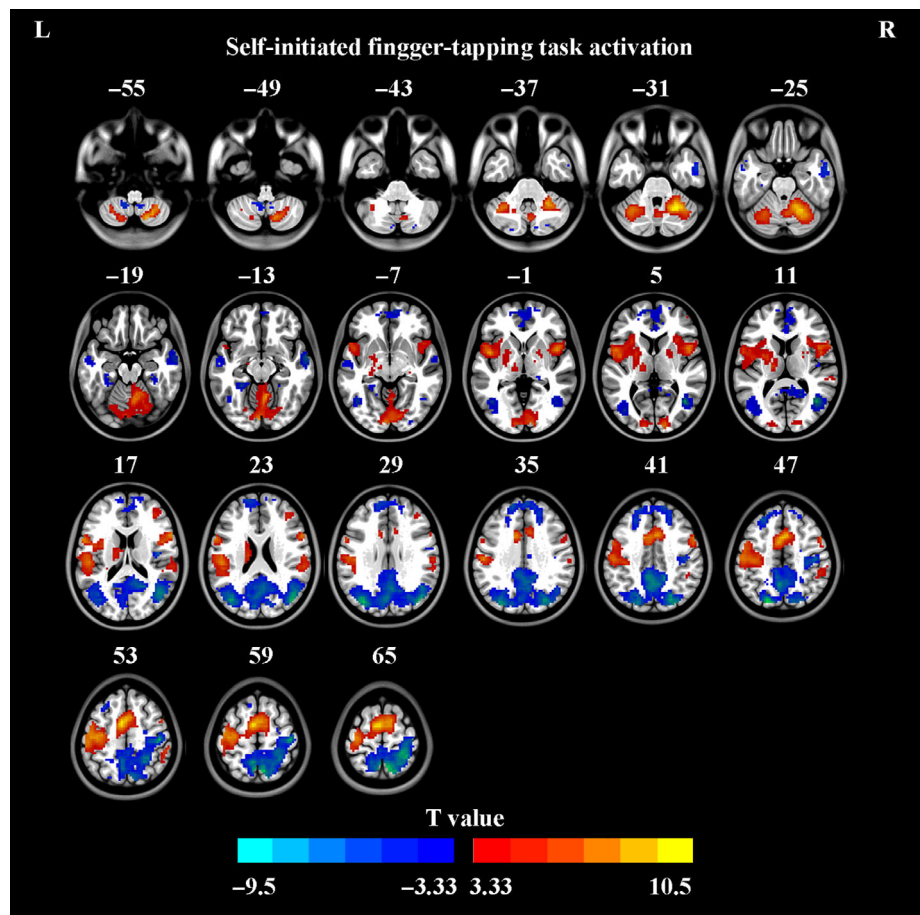 L R
Self-initiated fingger-tapping task activation
−55 −49 −43 −37 −31 −25
−19 −13 −7 −1 5 11
17 23 29 35 41 47
53 59 65
T value
−9.5 −3.33 3.33 10.5